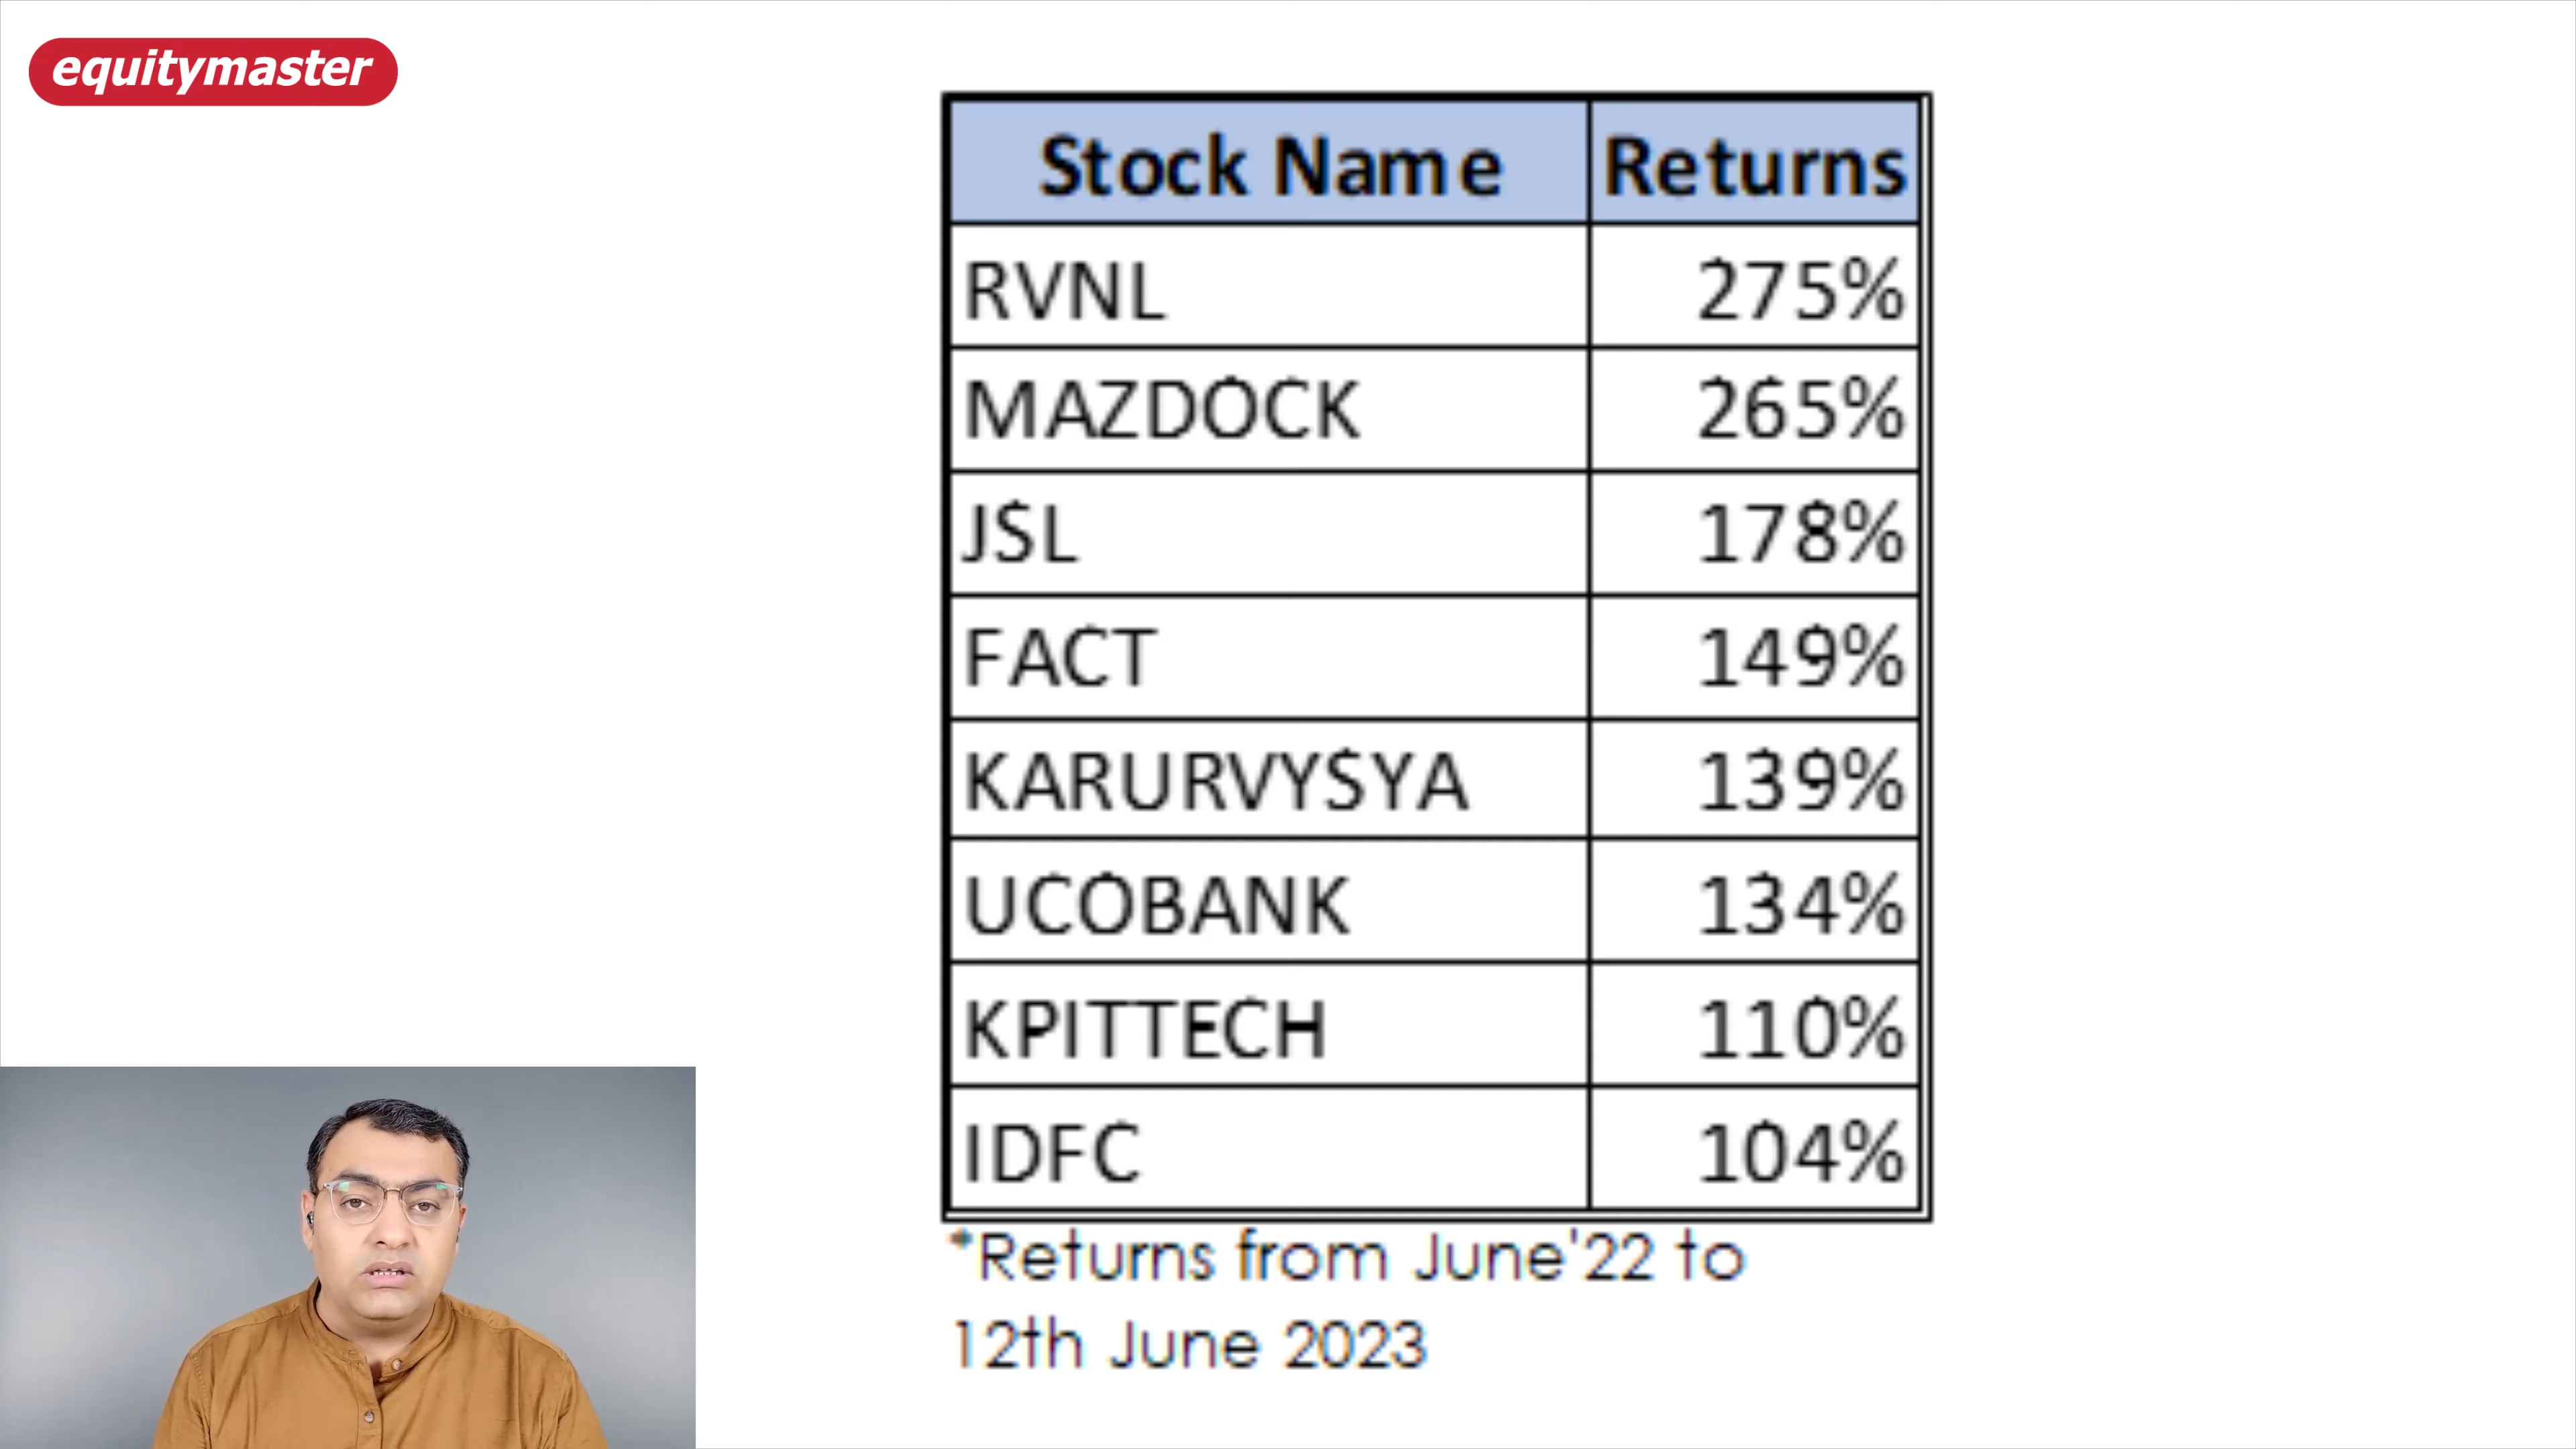 equitymaster
Stock Name Returns
RVNL 275%
MAZDOCK 265%
JSL 178%
FACT 149%
KARURVYSYA 139%
UCOBANK 134%
KPITTECH 110%
IDFC 104%
*Returns from June'22 to
12th June 2023